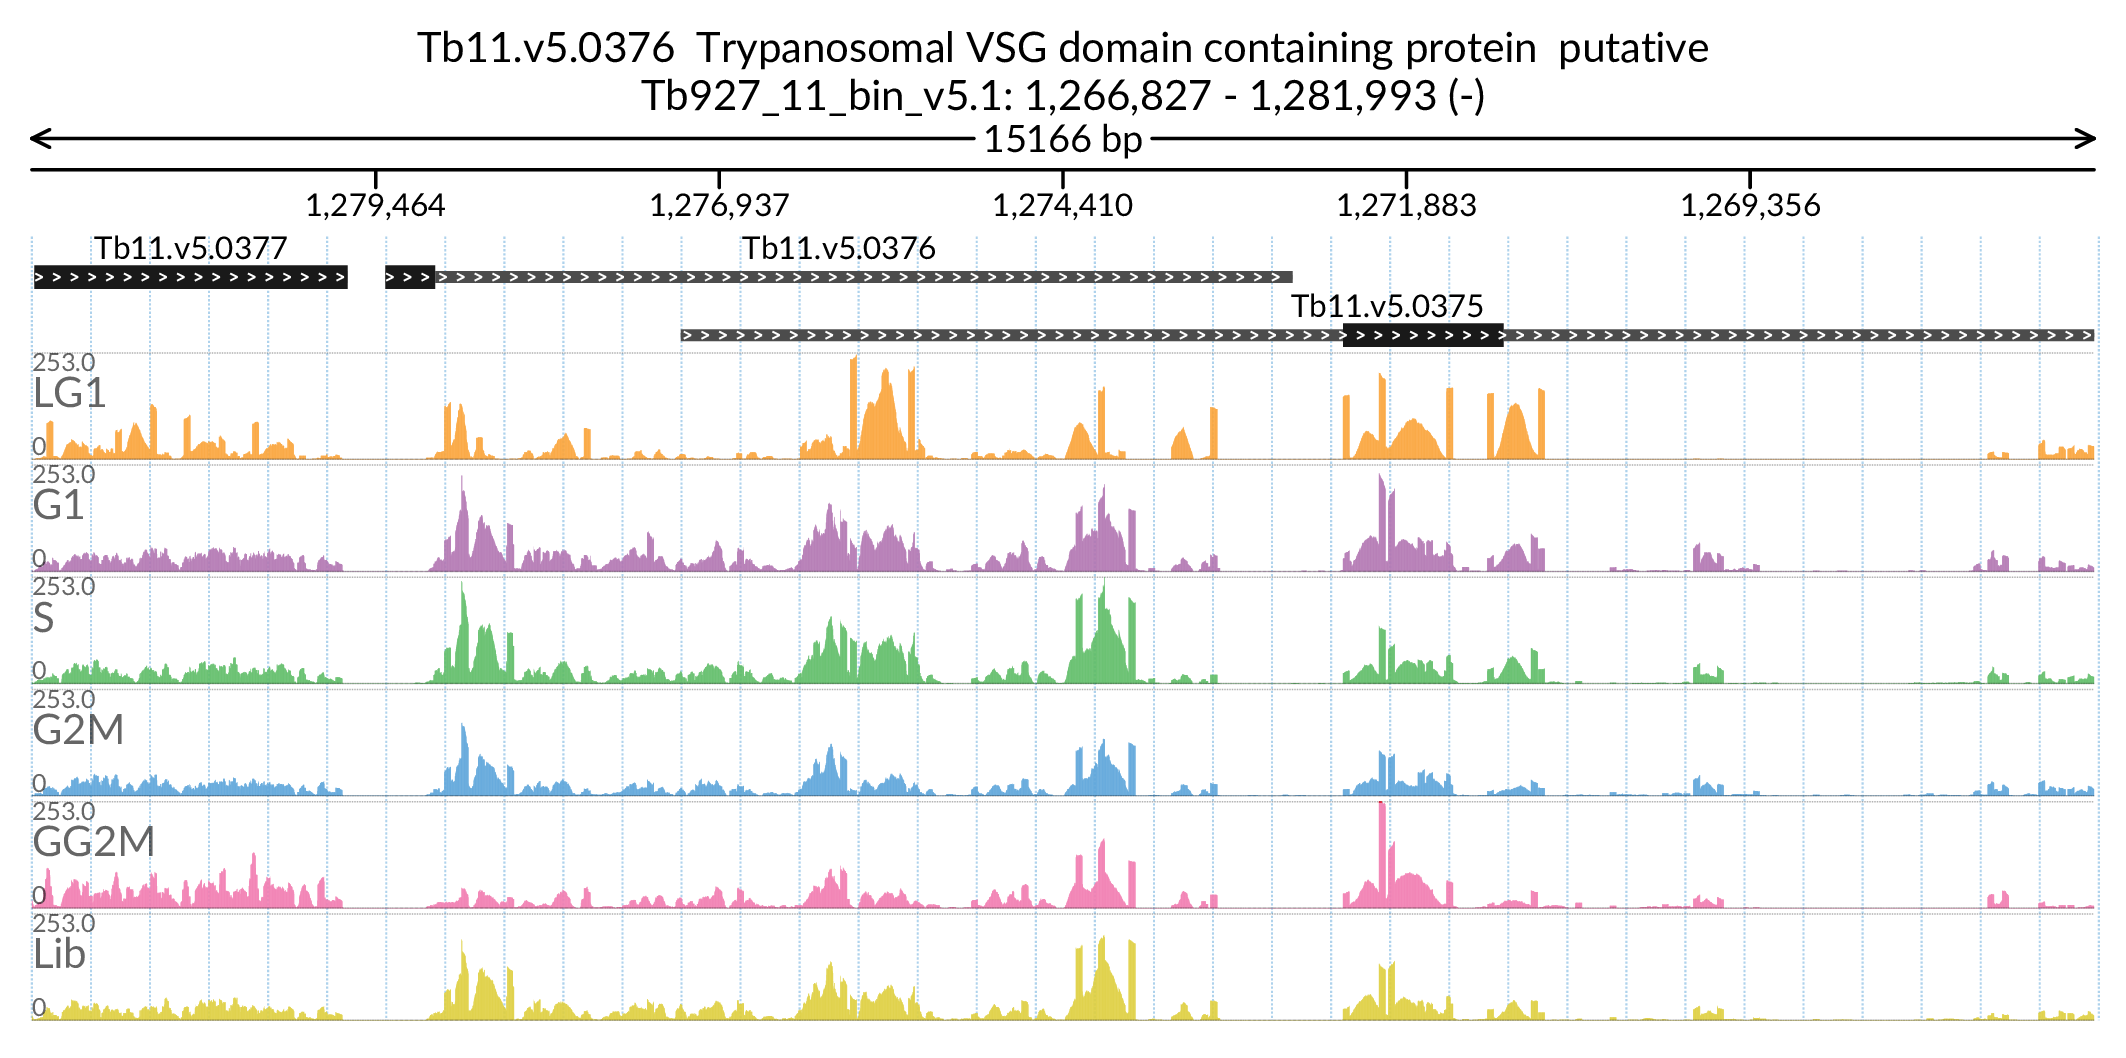 Tb11.v5.0376  Trypanosomal VSG domain containing protein  putative
Tb927_11_bin_v5.1: 1,266,827 - 1,281,993 (-)
15166 bp
1,279,464 1,276,937 1,274,410 1,271,883 1,269,356
Tb11.v5.0377 Tb11.v5.0376
Tb11.v5.0375
253.0
LG1
0
253.0
G1
0
253.0
S
0
253.0
G2M
0
253.0
GG2M
0
253.0
Lib
0